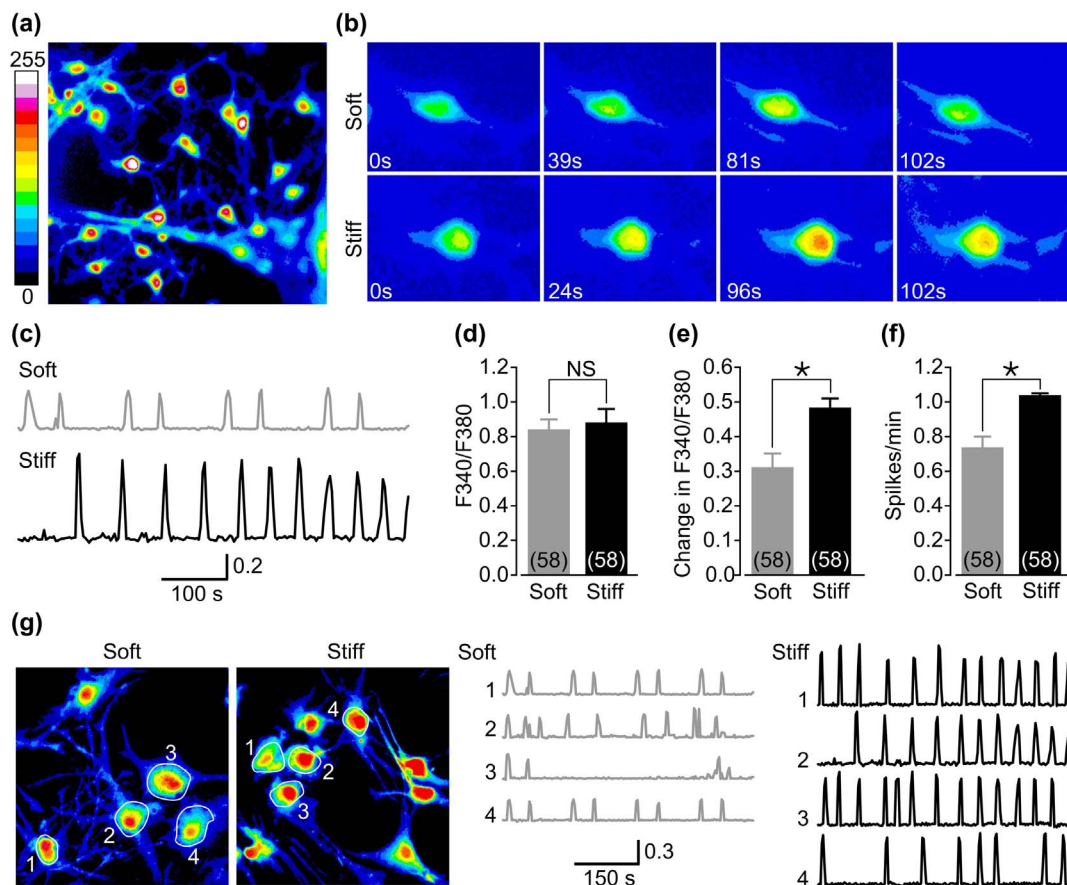 (a)
255
0
(b)
Soft
0s
39s
81s
102s
Stiff
0s
24s
96s
102s
(c)
Soft
Stiff
0.2
100 s
(d)
F340/F380
1.2
1.0
0.8
0.6
0.4
0.2
0.0
NS
(58)
(58)
Soft
Stiff
(e)
Change in F340/F380
0.6
0.5
0.4
0.3
0.2
0.1
0.0
*
(58)
(58)
Soft
Stiff
(f)
Spilkes/min
1.2
1.0
0.8
0.6
0.4
0.2
0.0
*
(58)
(58)
Soft
Stiff
(g)
Soft
1
2
3
4
Stiff
1
2
3
4
Soft
1
2
3
4
0.3
150 s
Stiff
1
2
3
4